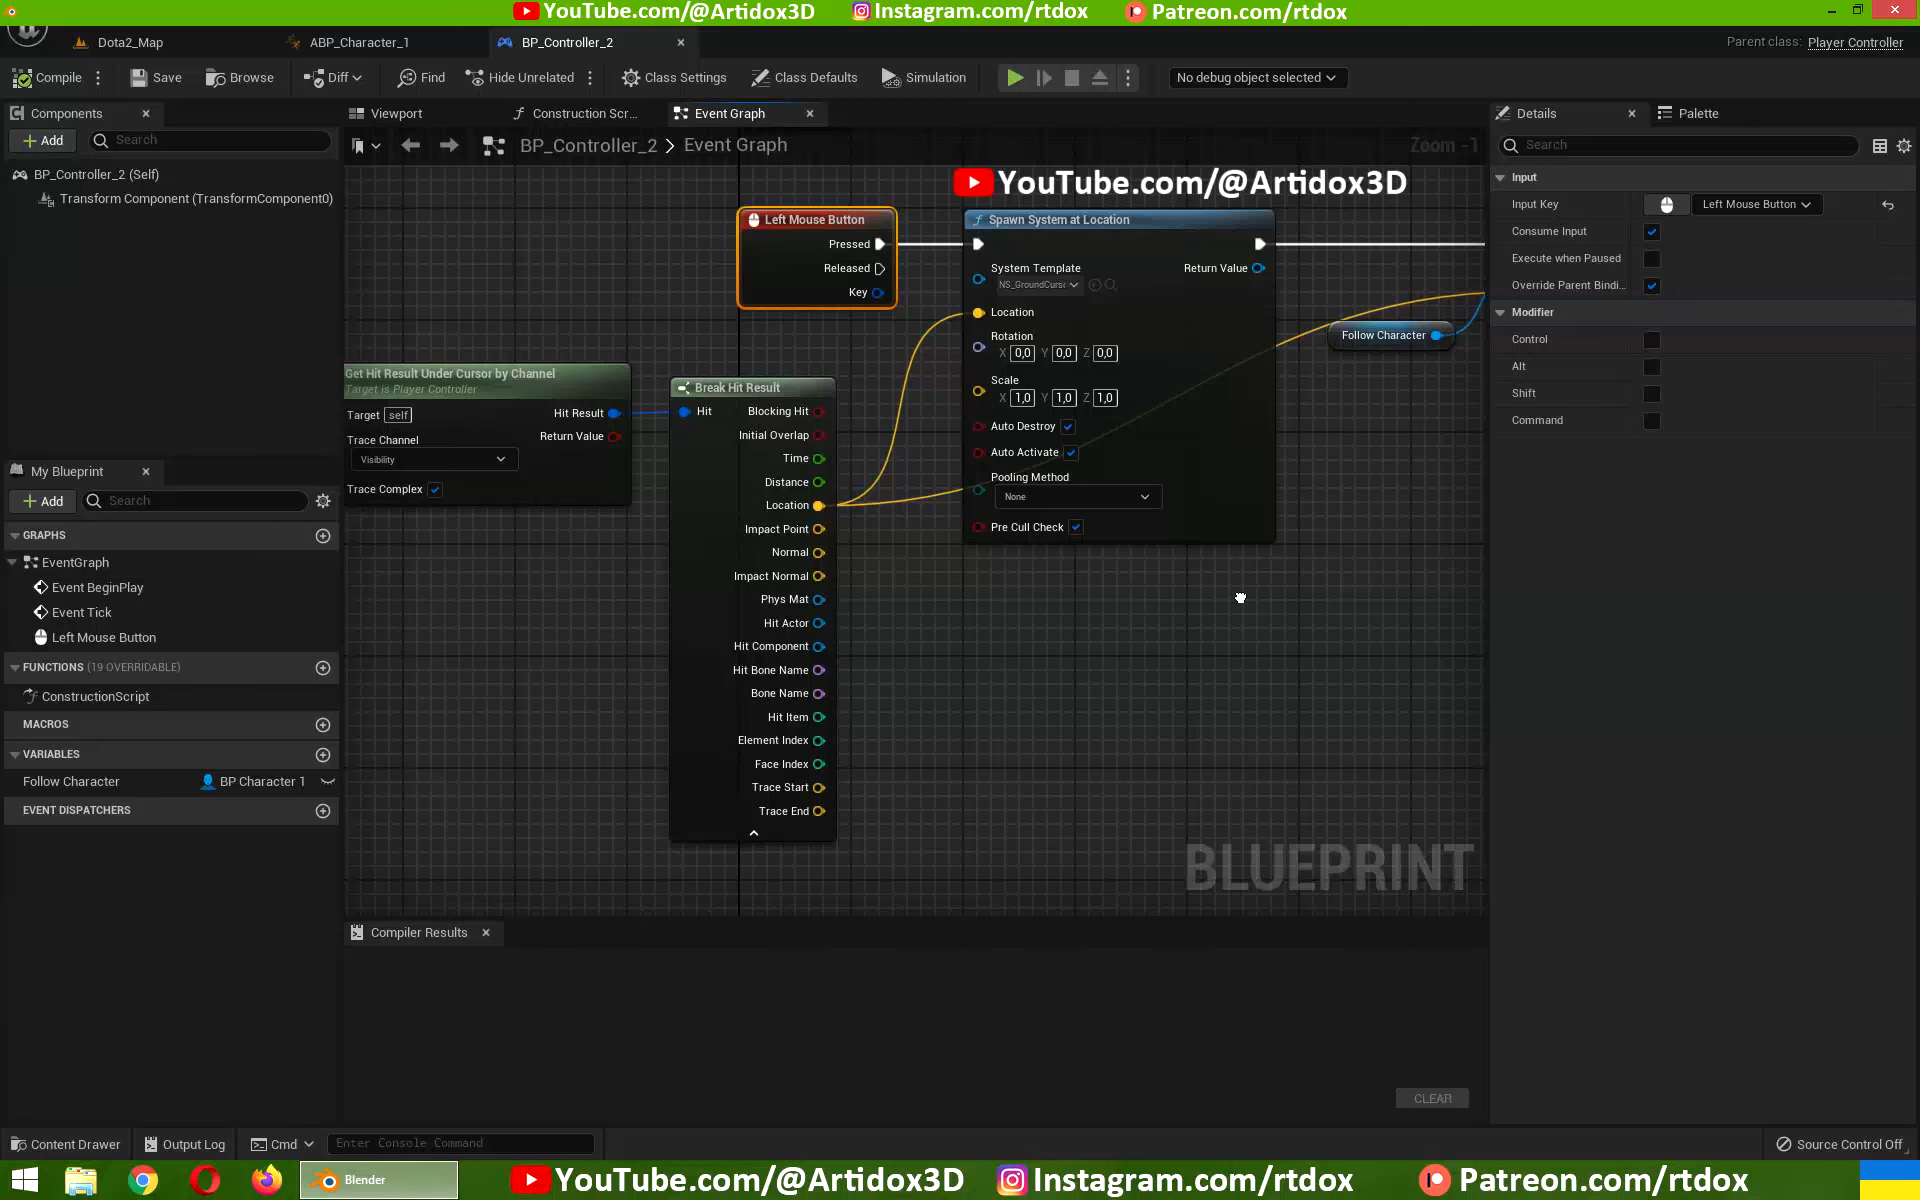 YouTube.com/@Artidox3D Instagram.com/rtdox Patreon.com/rtdox
Dota2_Map ABP_Character_1 BP_Controller_2 Parent class: Player Controller
Compile Save Browse Diff Find Hide Unrelated Class Settings Class Defaults Simulation No debug object selected
Components
Add Search
BP_Controller_2 (Self)
Transform Component (TransformComponent0)
My Blueprint
Add Search
GRAPHS
EventGraph
Event BeginPlay
Event Tick
Left Mouse Button
FUNCTIONS (19 OVERRIDABLE)
ConstructionScript
MACROS
VARIABLES
Follow Character BP Character 1
EVENT DISPATCHERS
Viewport Construction Scr... Event Graph
BP_Controller_2 > Event Graph Zoom -1
YouTube.com/@Artidox3D
Left Mouse Button
Pressed
Released
Key
Get Hit Result Under Cursor by Channel
Target is Player Controller
Target self Hit Result
Return Value
Trace Channel
Visibility
Trace Complex
Break Hit Result
Hit Blocking Hit
Initial Overlap
Time
Distance
Location
Impact Point
Normal
Impact Normal
Phys Mat
Hit Actor
Hit Component
Hit Bone Name
Bone Name
Hit Item
Element Index
Face Index
Trace Start
Trace End
Spawn System at Location
System Template Return Value
NS_GroundCurs
Location
Rotation
X 0,0 Y 0,0 Z 0,0
Scale
X 1,0 Y 1,0 Z 1,0
Auto Destroy
Auto Activate
Pooling Method
None
Pre Cull Check
Follow Character
BLUEPRINT
Compiler Results
CLEAR
Details Palette
Search
Input
Input Key Left Mouse Button
Consume Input
Execute when Paused
Override Parent Bindi...
Modifier
Control
Alt
Shift
Command
Content Drawer Output Log Cmd Enter Console Command Source Control Off
Blender YouTube.com/@Artidox3D Instagram.com/rtdox Patreon.com/rtdox